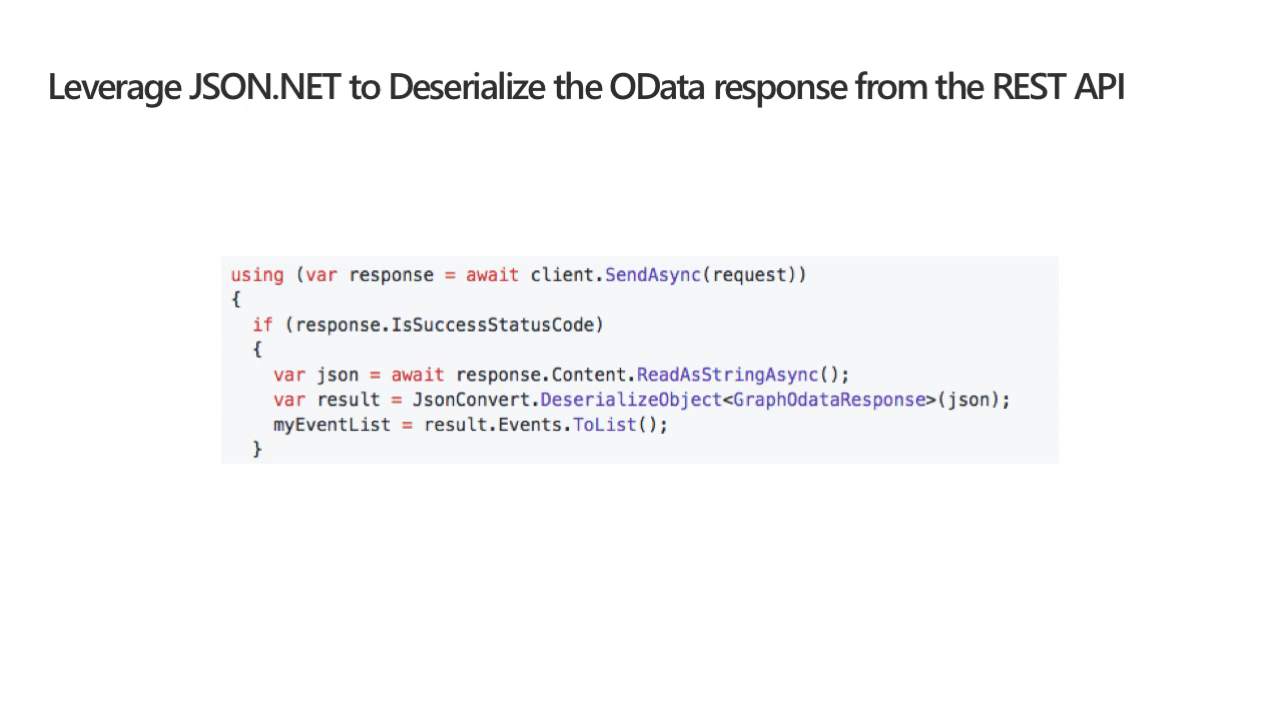 Leverage JSON.NET to Deserialize the OData response from the REST API
using (var response = await client.SendAsync(request))
{
  if (response.IsSuccessStatusCode)
  {
    var json = await response.Content.ReadAsStringAsync();
    var result = JsonConvert.DeserializeObject<GraphOdataResponse>(json);
    myEventList = result.Events.ToList();
  }